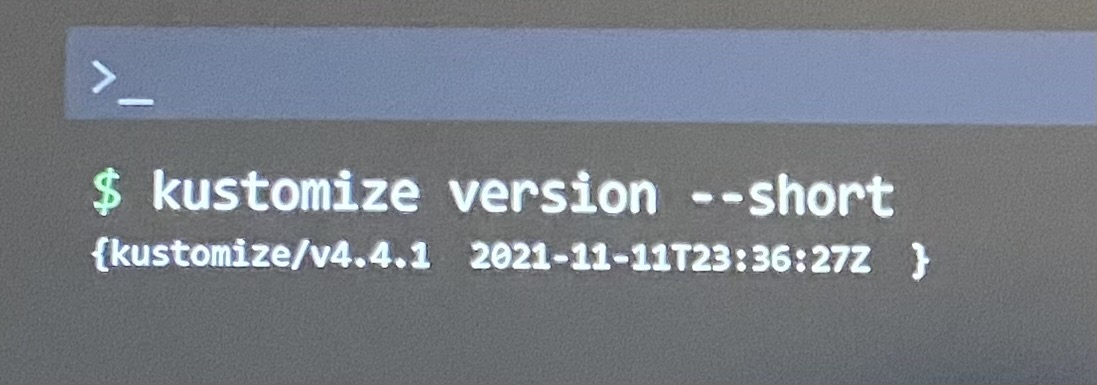 >_
$ kustomize version --short
{kustomize/v4.4.1  2021-11-11T23:36:27Z  }